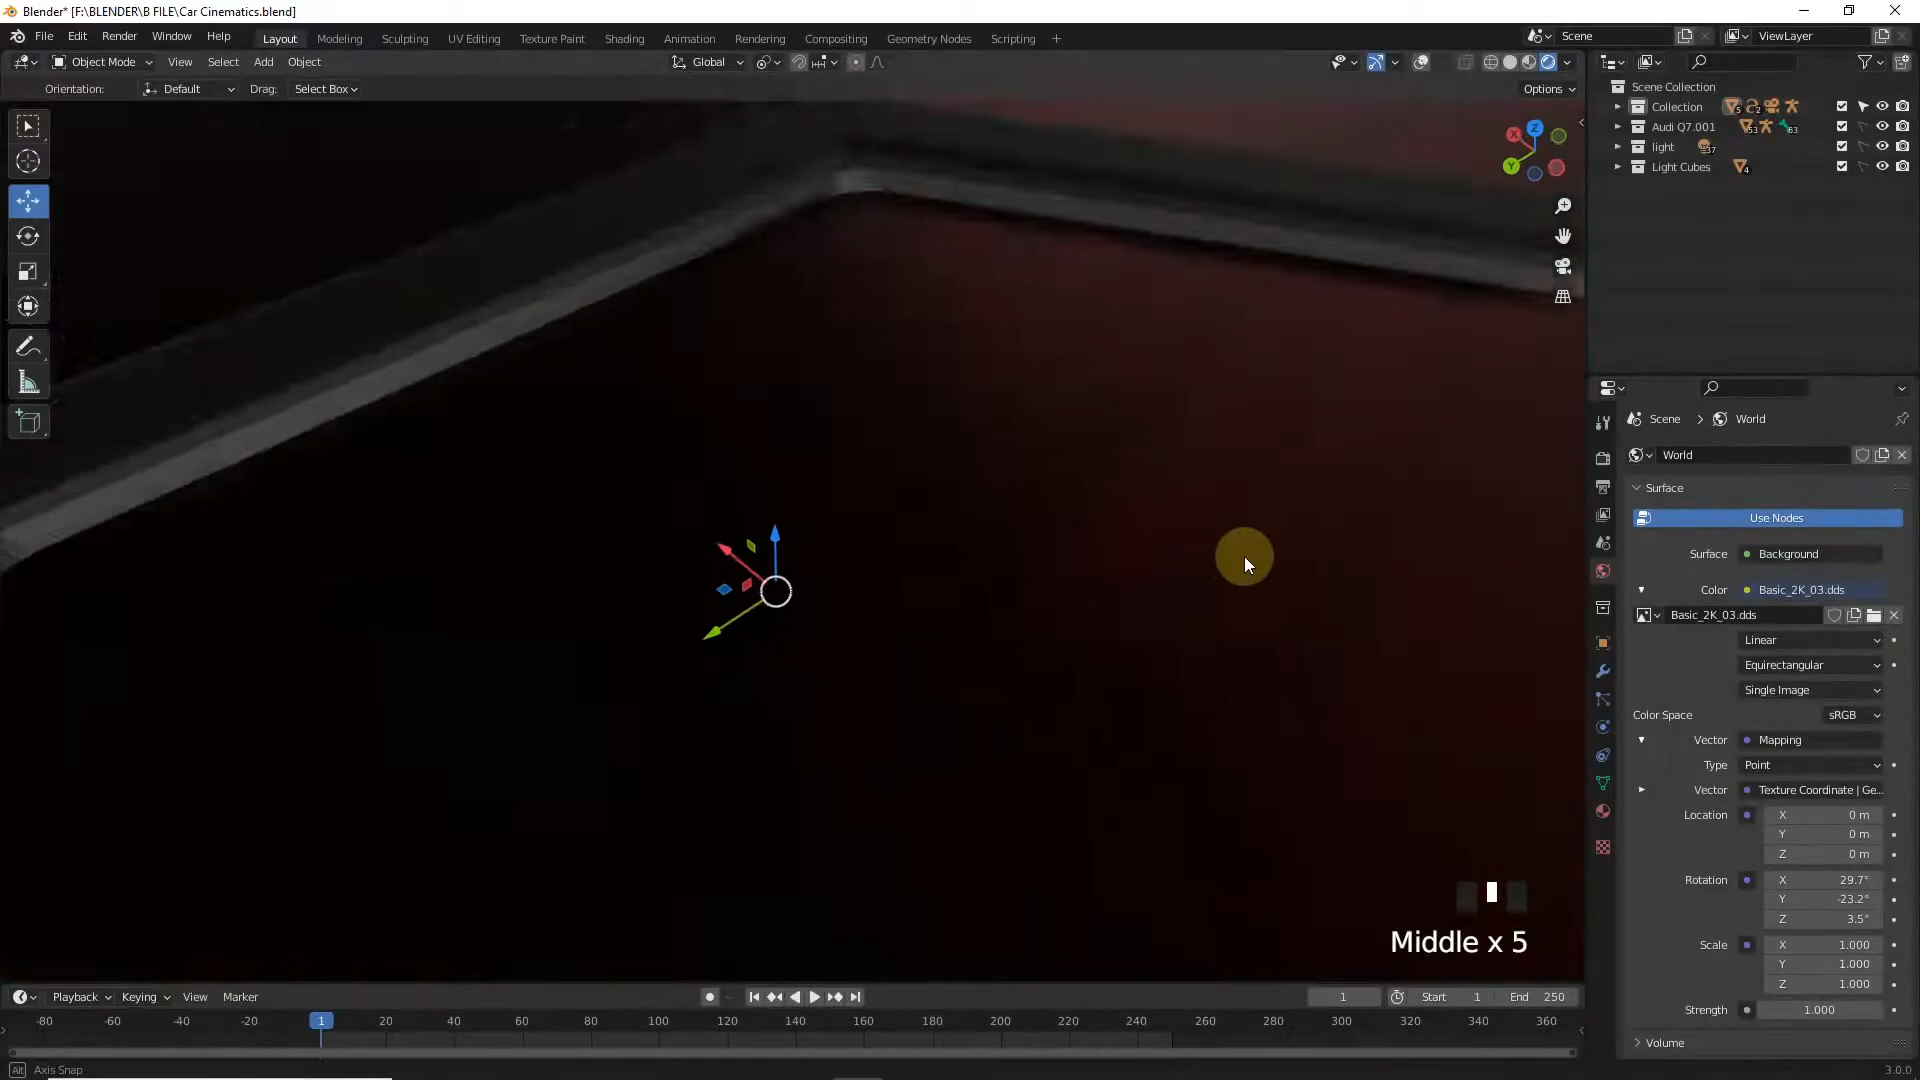 Blender* [F:\BLENDER\B FILE\Car Cinematics.blend]
File Edit Render Window Help
Layout Modeling Sculpting UV Editing Texture Paint Shading Animation Rendering Compositing Geometry Nodes Scripting +
Scene
ViewLayer
Object Mode View Select Add Object
Global
Orientation: Default Drag: Select Box
Options
Scene Collection
Collection 5 2
Audi Q7.001 53 63
light 37
Light Cubes 4
X Y Z
Scene > World
World
Surface
Use Nodes
Surface Background
Color Basic_2K_03.dds
Basic_2K_03.dds
Linear
Equirectangular
Single Image
Color Space sRGB
Vector Mapping
Type Point
Vector Texture Coordinate | Ge...
Location X 0 m
Y 0 m
Z 0 m
Rotation X 29.7°
Y -23.2°
Z 3.5°
Scale X 1.000
Y 1.000
Z 1.000
Strength 1.000
Volume
Middle x 5
Playback Keying View Marker
1 Start 1 End 250
-80 -60 -40 -20 1 20 40 60 80 100 120 140 160 180 200 220 240 260 280 300 320 340 360
Alt Axis Snap
3.0.0